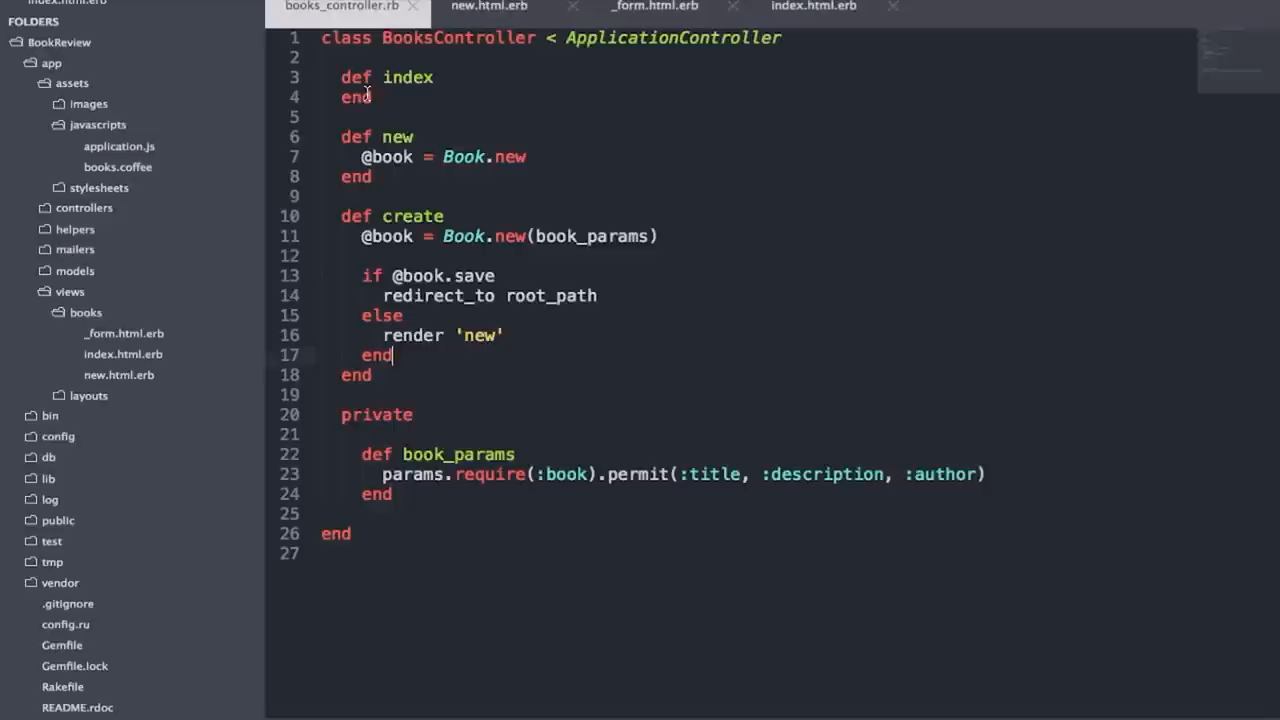 index.html.erb
FOLDERS
BookReview
app
assets
images
javascripts
application.js
books.coffee
stylesheets
controllers
helpers
mailers
models
views
books
_form.html.erb
index.html.erb
new.html.erb
layouts
bin
config
db
lib
log
public
test
tmp
vendor
.gitignore
config.ru
Gemfile
Gemfile.lock
Rakefile
README.rdoc
books_controller.rb new.html.erb _form.html.erb index.html.erb
1 class BooksController < ApplicationController
2
3 def index
4 end
5
6 def new
7 @book = Book.new
8 end
9
10 def create
11 @book = Book.new(book_params)
12
13 if @book.save
14 redirect_to root_path
15 else
16 render 'new'
17 end
18 end
19
20 private
21
22 def book_params
23 params.require(:book).permit(:title, :description, :author)
24 end
25
26 end
27